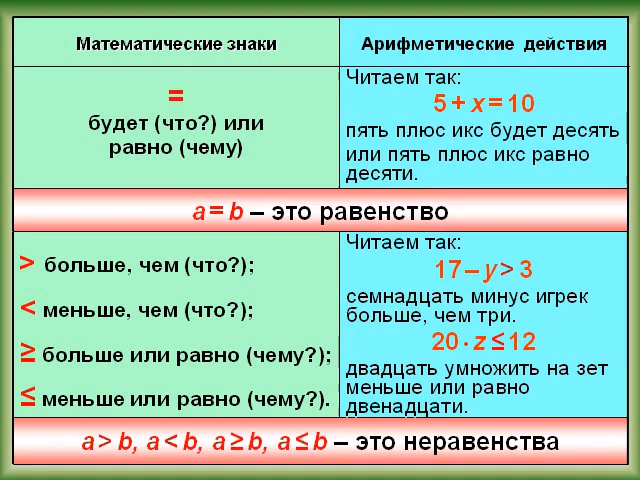 Математические знаки
Арифметические действия
=
будет (что?) или
равно (чему)
Читаем так:
5 + x = 10
пять плюс икс будет десять
или пять плюс икс равно
десяти.
a = b – это равенство
> больше, чем (что?);
< меньше, чем (что?);
≥ больше или равно (чему?);
≤ меньше или равно (чему?).
Читаем так:
17 – y > 3
семнадцать минус игрек
больше, чем три.
20 · z ≤ 12
двадцать умножить на зет
меньше или равно
двенадцати.
a > b, a < b, a ≥ b, a ≤ b – это неравенства